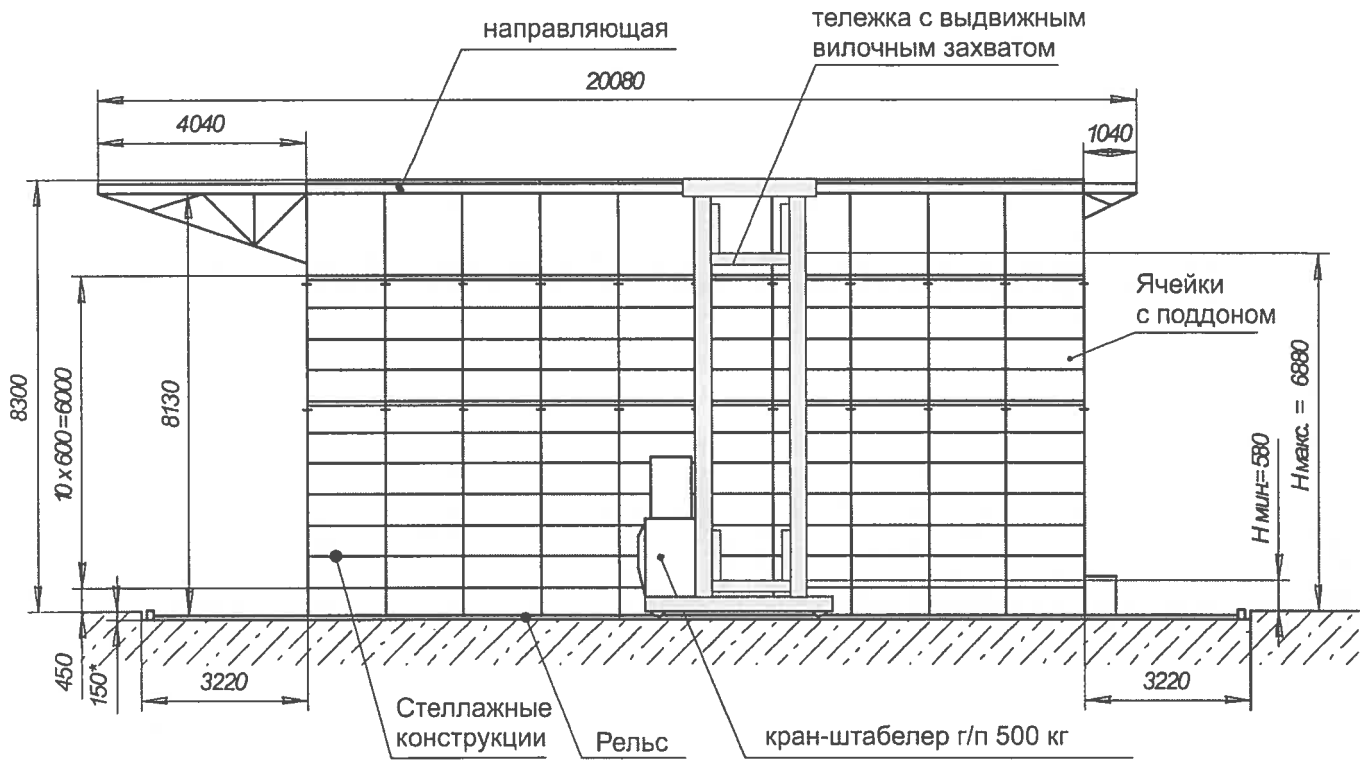 направляющая
тележка с выдвижным
вилочным захватом
20080
4040
1040
Ячейки
с поддоном
8300
10 х 600 =6000
8130
Н мин=580
Н макс. = 6880
450
150*
3220
3220
Стеллажные
конструкции
Рельс
кран-штабелер г/п 500 кг